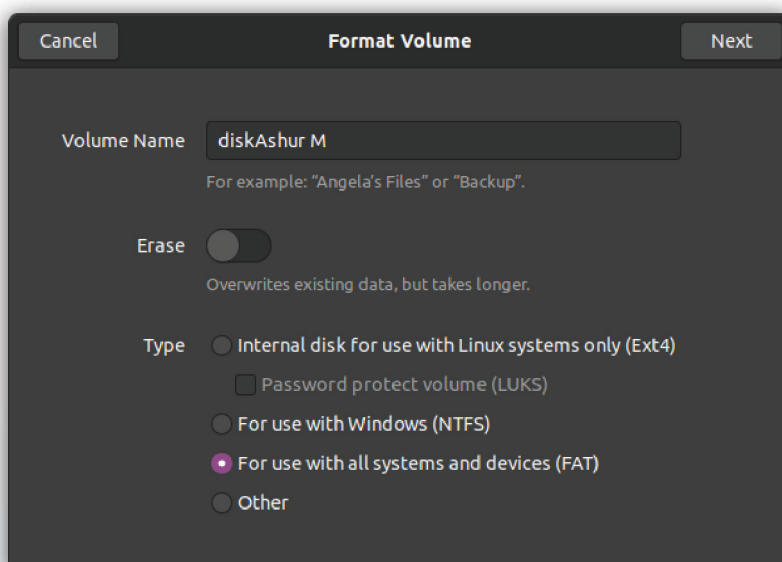 Cancel Format Volume Next
Volume Name diskAshur M
For example: “Angela’s Files” or “Backup”.
Erase
Overwrites existing data, but takes longer.
Type Internal disk for use with Linux systems only (Ext4)
Password protect volume (LUKS)
For use with Windows (NTFS)
For use with all systems and devices (FAT)
Other